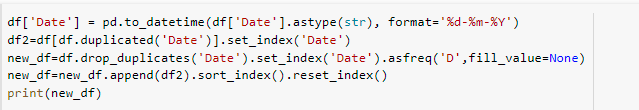 df['Date'] = pd.to_datetime(df['Date'].astype(str), format='%d-%m-%Y')
df2=df[df.duplicated('Date')].set_index('Date')
new_df=df.drop_duplicates('Date').set_index('Date').asfreq('D',fill_value=None)
new_df=new_df.append(df2).sort_index().reset_index()
print(new_df)